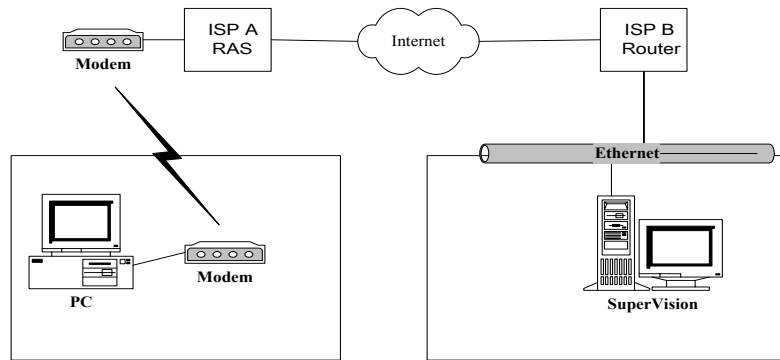 ISP A
RAS
Modem
Internet
ISP B
Router
Ethernet
Modem
PC
SuperVision